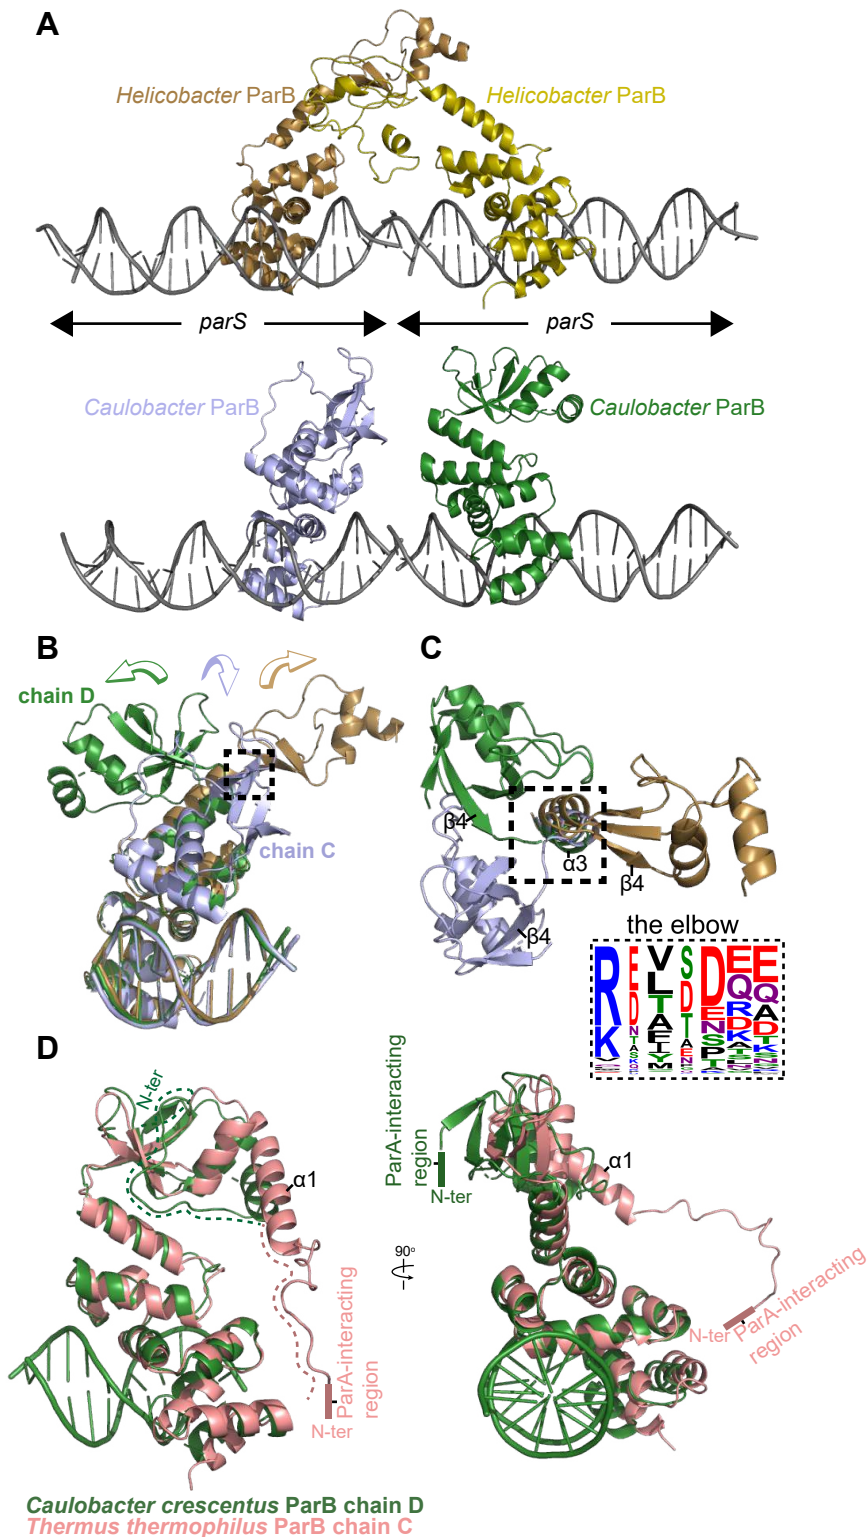 A
Helicobacter ParB
Helicobacter ParB
parS
parS
Caulobacter ParB
Caulobacter ParB
B
chain D
chain C
C
β4
α3
β4
β4
the elbow
D
N-ter
α1
ParA-interacting
region
N-ter
ParA-interacting
region
N-ter
α1
90°
N-ter ParA-interacting
region
Caulobacter crescentus ParB chain D
Thermus thermophilus ParB chain C